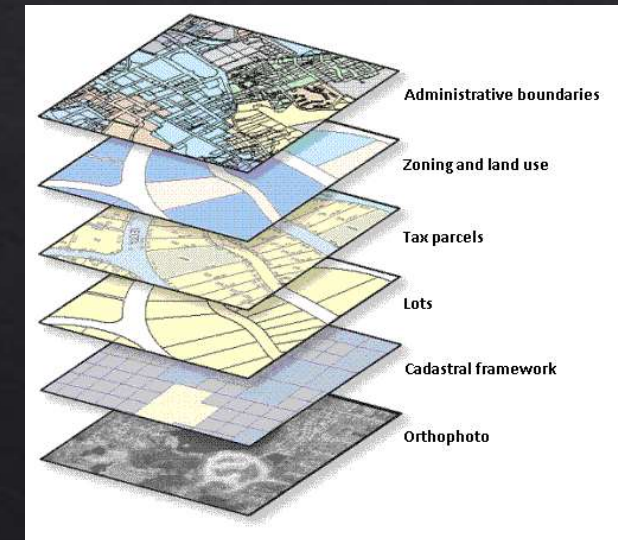 Administrative boundaries
Zoning and land use
Tax parcels
Lots
Cadastral framework
Orthophoto